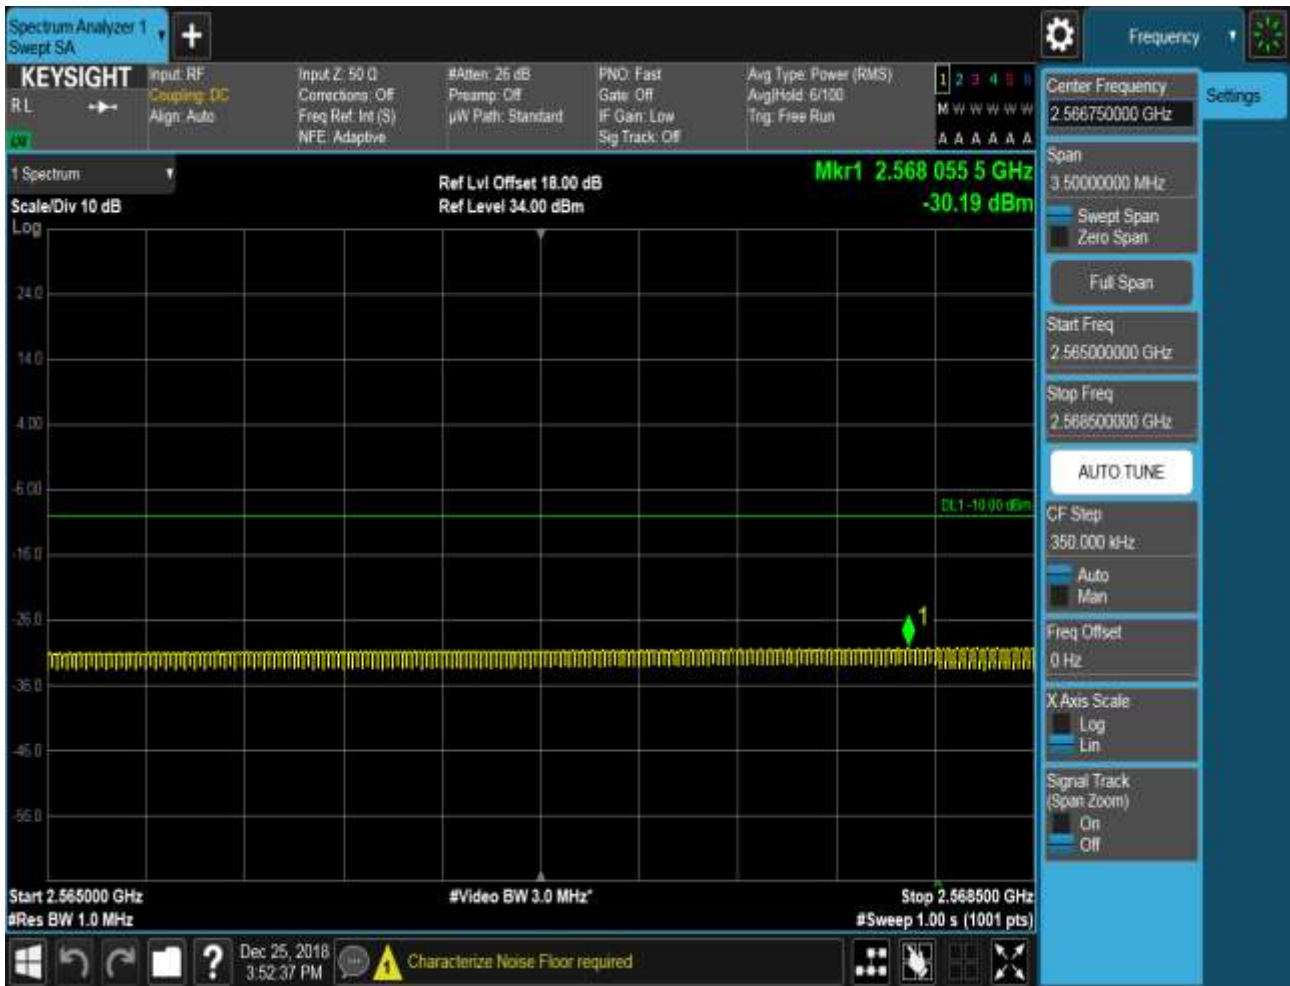 Spectrum Analyzer 1
Swept SA
Frequency
KEYSIGHT
RL
Input: RF
Coupling: DC
Align: Auto
Input Z: 50 Ω
Corrections: Off
Freq Ref: Int (S)
NFE: Adaptive
#Atten: 26 dB
Preamp: Off
µW Path: Standard
PNO: Fast
Gate: Off
IF Gain: Low
Sig Track: Off
Avg Type: Power (RMS)
Avg|Hold: 6/100
Trig: Free Run
1 2 3 4 5 6
M W W W W W
A A A A A A
Center Frequency
2.566750000 GHz
Settings
Span
3.50000000 MHz
Swept Span
Zero Span
Full Span
Start Freq
2.565000000 GHz
Stop Freq
2.568500000 GHz
AUTO TUNE
CF Step
350.000 kHz
Auto
Man
Freq Offset
0 Hz
X Axis Scale
Log
Lin
Signal Track
(Span Zoom)
On
Off
1 Spectrum
Scale/Div 10 dB
Log
Ref Lvl Offset 18.00 dB
Ref Level 34.00 dBm
Mkr1 2.568 055 5 GHz
-30.19 dBm
24.0
14.0
4.00
-6.00
DL1 -10.00 dBm
-16.0
-26.0
1
-36.0
-46.0
-56.0
Start 2.565000 GHz
#Video BW 3.0 MHz*
Stop 2.568500 GHz
#Res BW 1.0 MHz
#Sweep 1.00 s (1001 pts)
?
Dec 25, 2018
3:52:37 PM
1
Characterize Noise Floor required